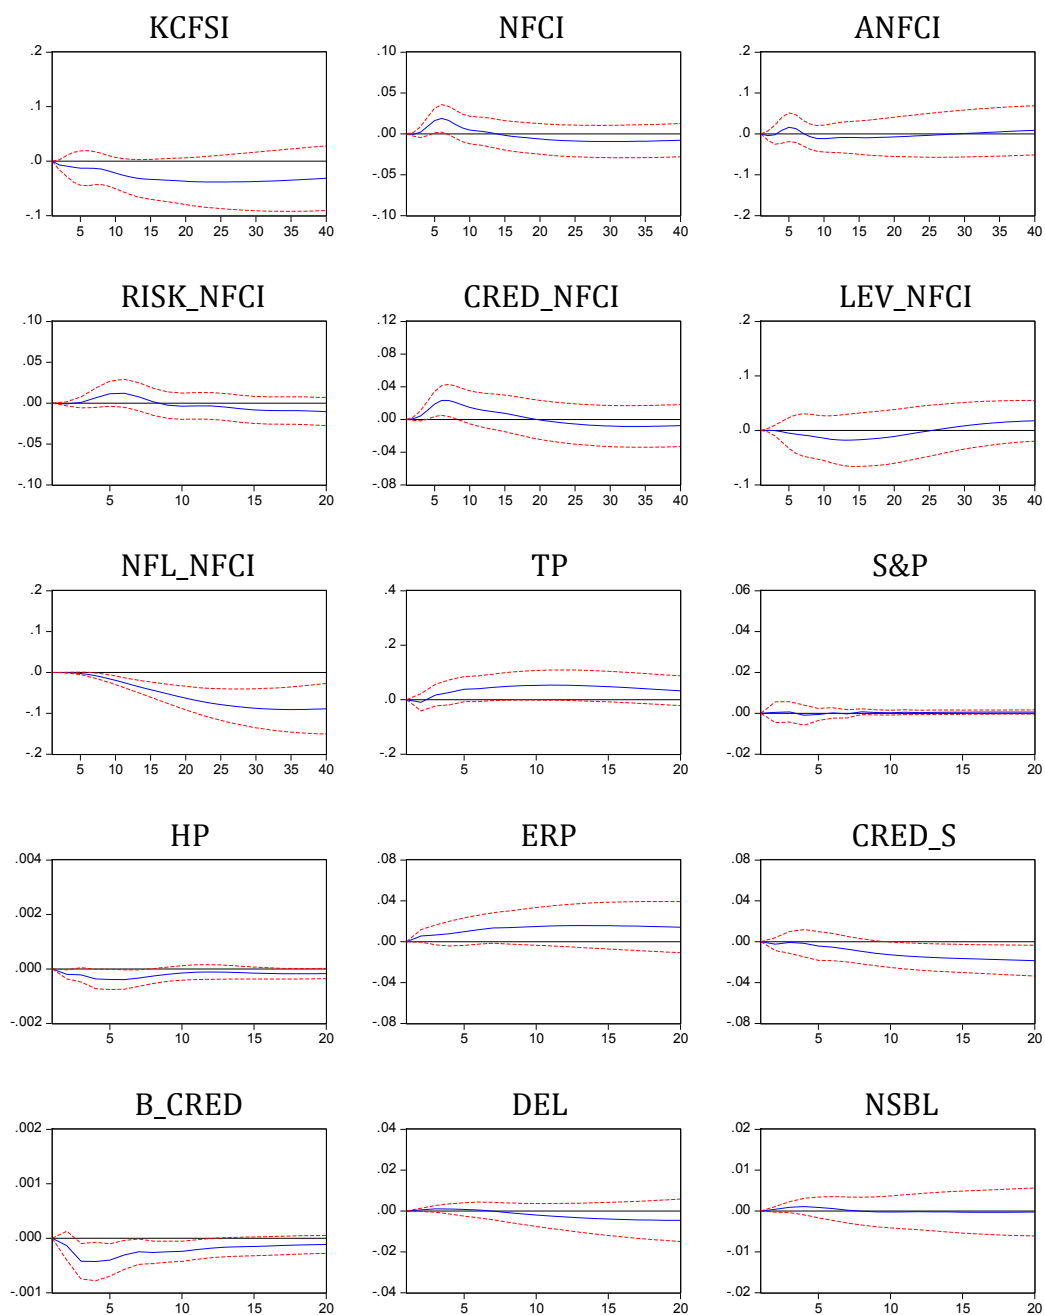 KCFSI NFCI ANFCI
.2 .10 .2
.1 .05 .1
.0 .00 .0
-.1 -.05 -.1
-.10 -.2
5 10 15 20 25 30 35 40 5 10 15 20 25 30 35 40 5 10 15 20 25 30 35 40
RISK_NFCI CRED_NFCI LEV_NFCI
.10 .12 .2
.05 .08 .1
.00 .04 .0
-.05 .00 -.1
-.10 -.04
-.08
5 10 15 20 5 10 15 20 25 30 35 40 5 10 15 20 25 30 35 40
NFL_NFCI TP S&P
.2 .4 .06
.1 .2 .04
.0 .0 .02
-.1 -.2 .00
-.2 -.02
5 10 15 20 25 30 35 40 5 10 15 20 5 10 15 20
HP ERP CRED_S
.004 .08 .08
.002 .04 .04
.000 .00 .00
-.002 -.04 -.04
-.08 -.08
5 10 15 20 5 10 15 20 5 10 15 20
B_CRED DEL NSBL
.002 .04 .02
.001 .02 .01
.000 .00 .00
-.001 -.02 -.01
-.04 -.02
5 10 15 20 5 10 15 20 5 10 15 20